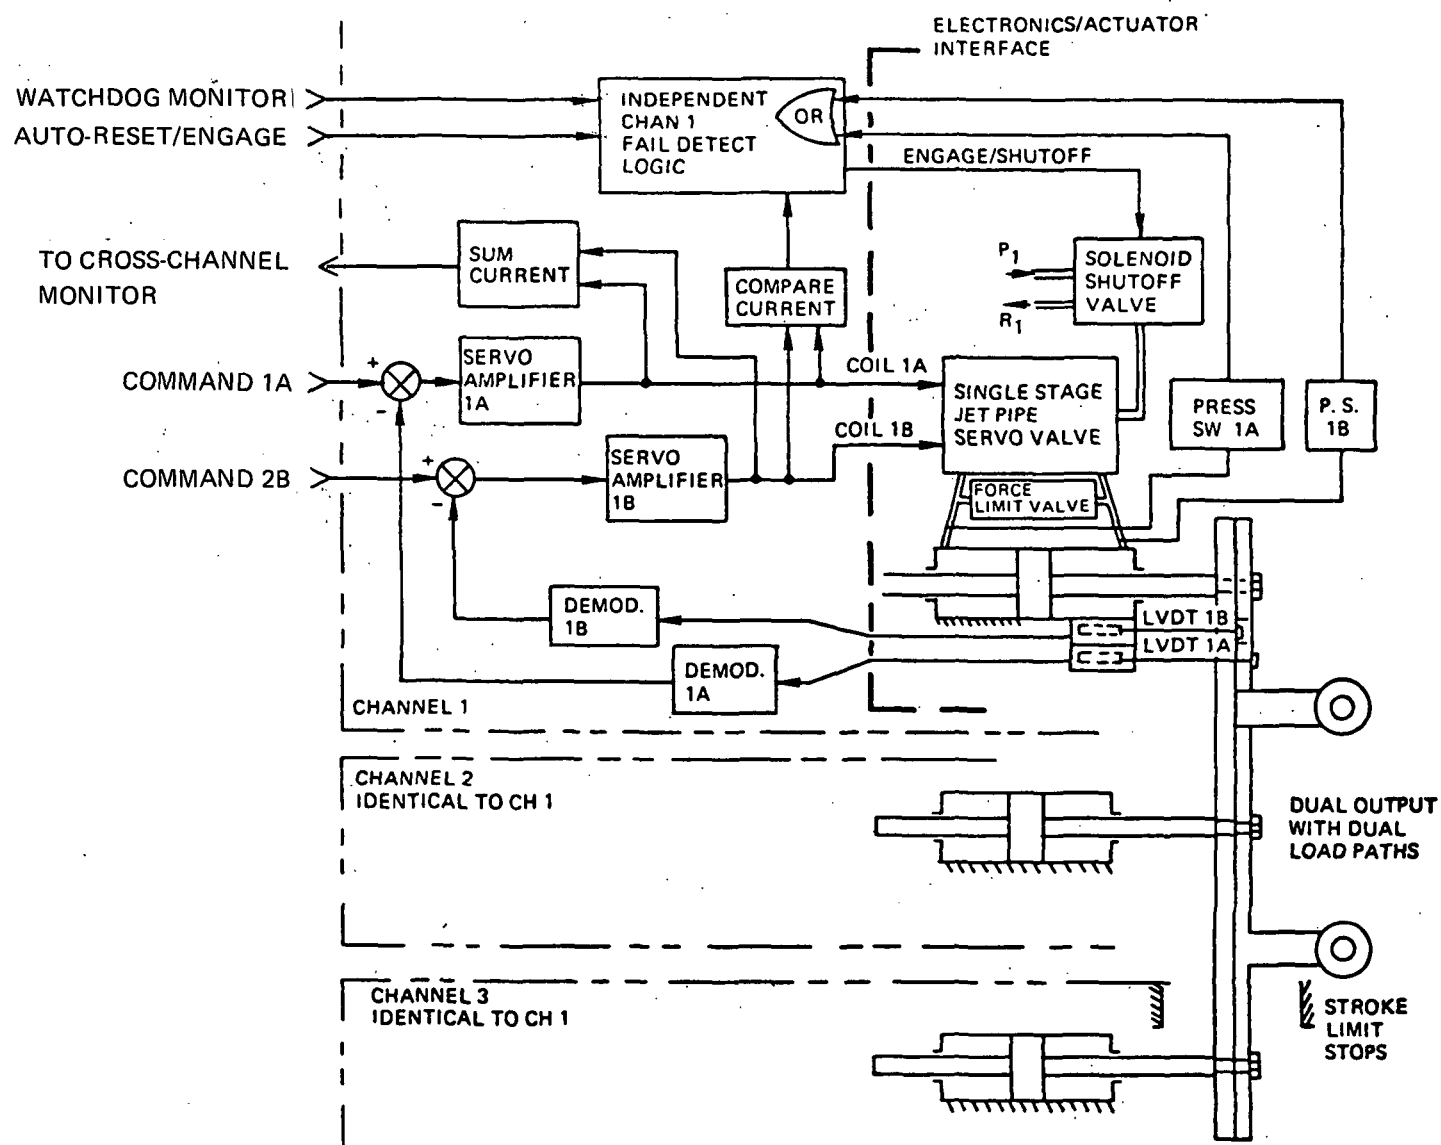 ELECTRONICS/ACTUATOR
INTERFACE
WATCHDOG MONITOR
AUTO-RESET/ENGAGE
INDEPENDENT
CHAN 1
FAIL DETECT
LOGIC
OR
ENGAGE/SHUTOFF
TO CROSS-CHANNEL
MONITOR
SUM
CURRENT
COMPARE
CURRENT
P1
R1
SOLENOID
SHUTOFF
VALVE
COMMAND 1A
+
-
SERVO
AMPLIFIER
1A
COIL 1A
SINGLE STAGE
JET PIPE
SERVO VALVE
PRESS
SW 1A
P. S.
1B
COMMAND 2B
+
-
SERVO
AMPLIFIER
1B
COIL 1B
FORCE
LIMIT VALVE
DEMOD.
1B
LVDT 1B
LVDT 1A
DEMOD.
1A
CHANNEL 1
CHANNEL 2
IDENTICAL TO CH 1
DUAL OUTPUT
WITH DUAL
LOAD PATHS
CHANNEL 3
IDENTICAL TO CH 1
STROKE
LIMIT
STOPS